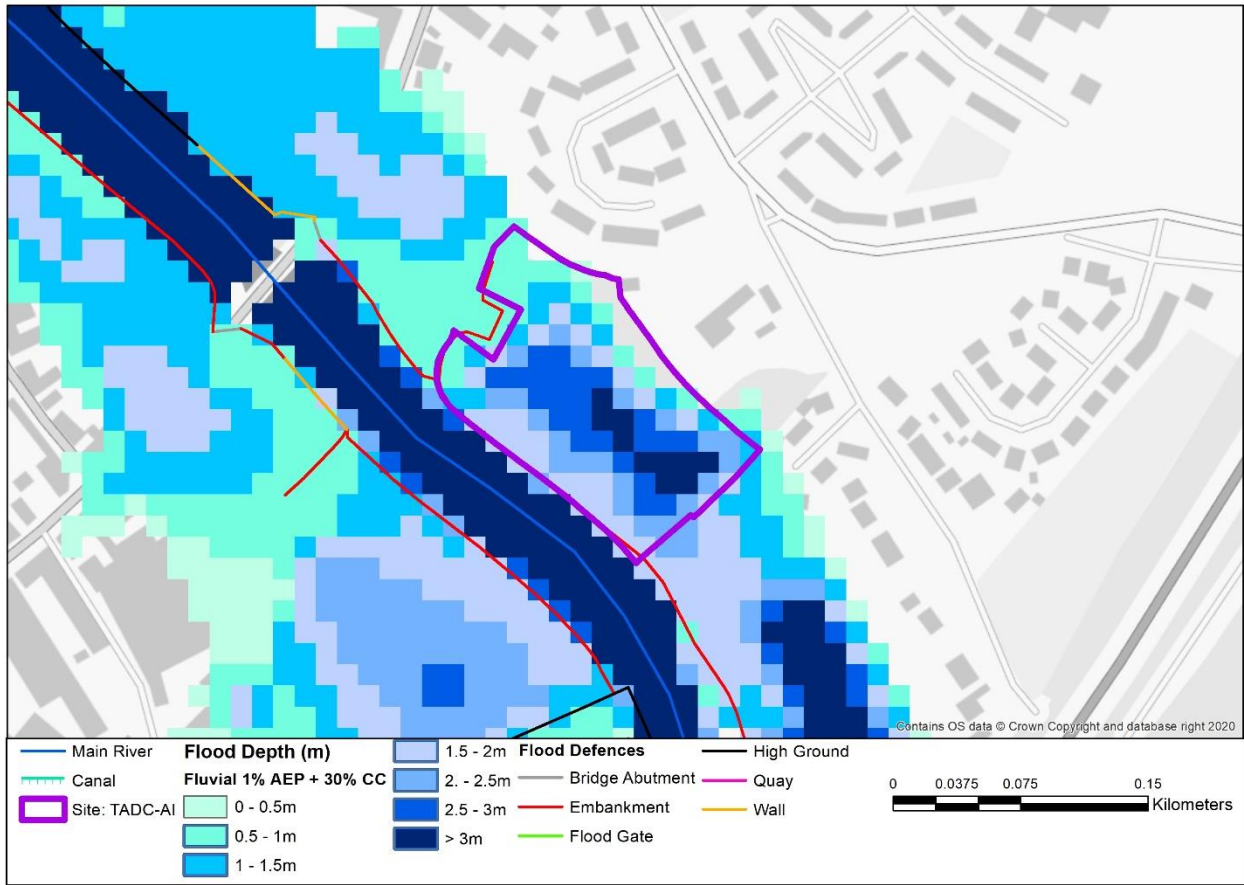 Contains OS data © Crown Copyright and database right 2020
Main River
Canal
Site: TADC-AI
Flood Depth (m)
Fluvial 1% AEP + 30% CC
0 - 0.5m
0.5 - 1m
1 - 1.5m
1.5 - 2m
2. - 2.5m
2.5 - 3m
> 3m
Flood Defences
Bridge Abutment
Embankment
Flood Gate
High Ground
Quay
Wall
0 0.0375 0.075 0.15
Kilometers